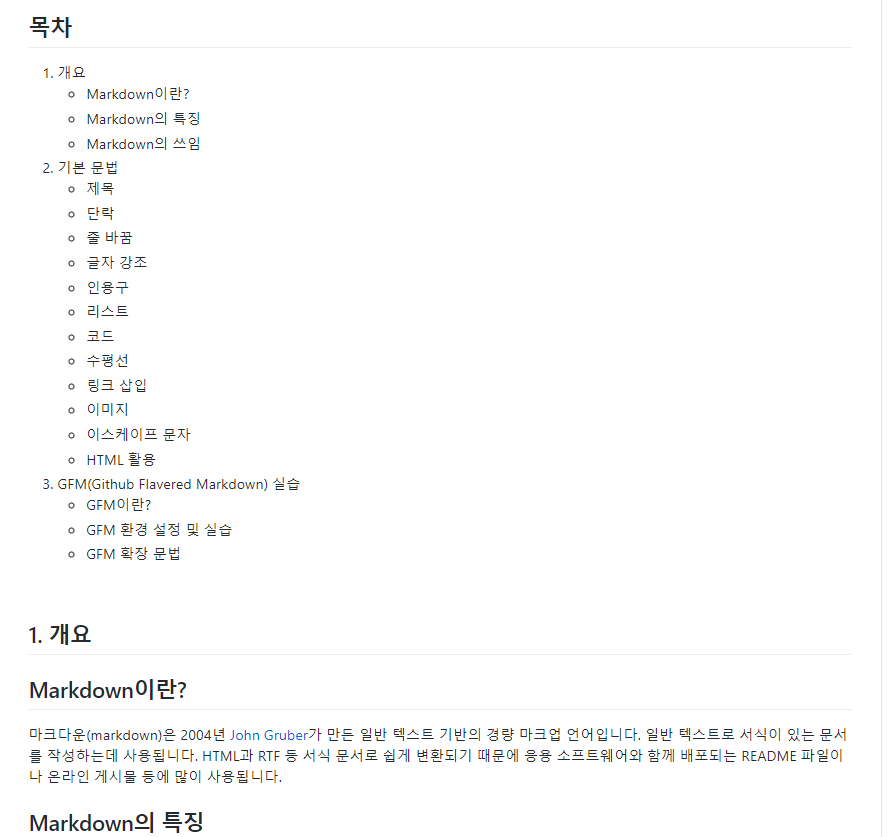 목차
1. 개요
Markdown이란?
Markdown의 특징
Markdown의 쓰임
2. 기본 문법
제목
단락
줄 바꿈
글자 강조
인용구
리스트
코드
수평선
링크 삽입
이미지
이스케이프 문자
HTML 활용
3. GFM(Github Flavered Markdown) 실습
GFM이란?
GFM 환경 설정 및 실습
GFM 확장 문법
1. 개요
Markdown이란?
마크다운(markdown)은 2004년 John Gruber가 만든 일반 텍스트 기반의 경량 마크업 언어입니다. 일반 텍스트로 서식이 있는 문서
를 작성하는데 사용됩니다. HTML과 RTF 등 서식 문서로 쉽게 변환되기 때문에 응용 소프트웨어와 함께 배포되는 README 파일이
나 온라인 게시물 등에 많이 사용됩니다.
Markdown의 특징